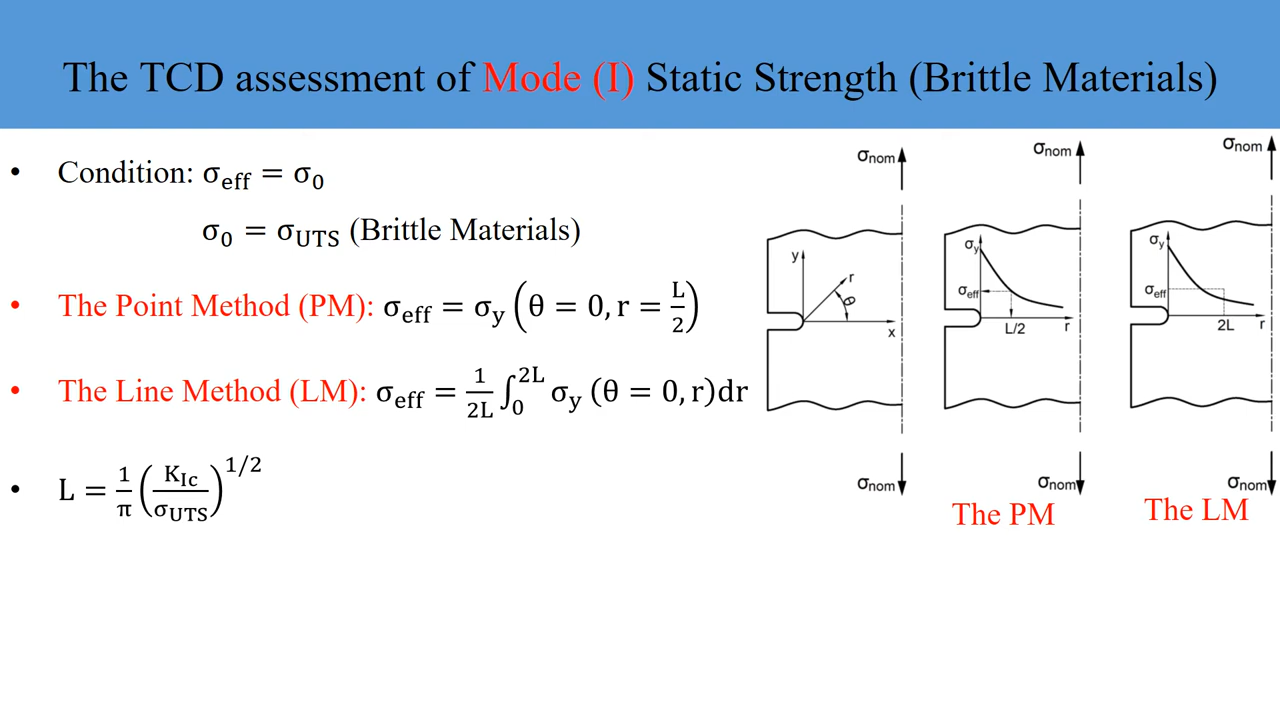 The TCD assessment of Mode (I) Static Strength (Brittle Materials)
• Condition: σeff = σ0
σ0 = σUTS (Brittle Materials)
• The Point Method (PM): σeff = σy (θ = 0, r = L/2)
• The Line Method (LM): σeff = 1/2L ∫₀²ᴸ σy (θ = 0, r)dr
• L = 1/π (KIc/σUTS)^1/2
σnom
y
r
θ
x
σnom
σnom
σy
σeff
L/2
r
σnom
The PM
σnom
σy
σeff
2L
r
σnom
The LM